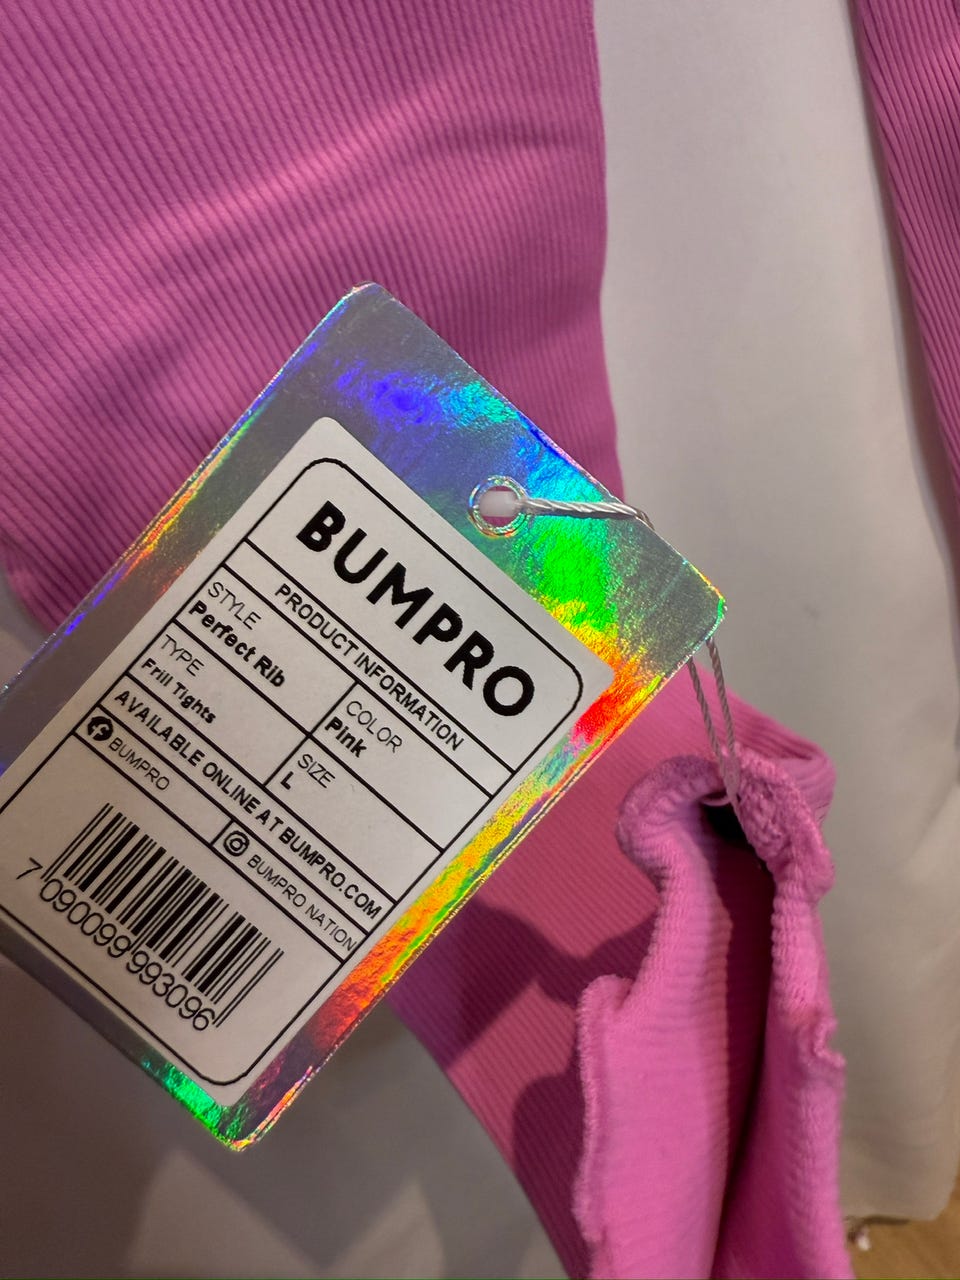 BUMPRO
PRODUCT INFORMATION
STYLE
Perfect Rib
COLOR
Pink
TYPE
Frill Tights
SIZE
L
AVAILABLE ONLINE AT BUMPRO.COM
BUMPRO
BUMPRO NATION
7 090099 993096